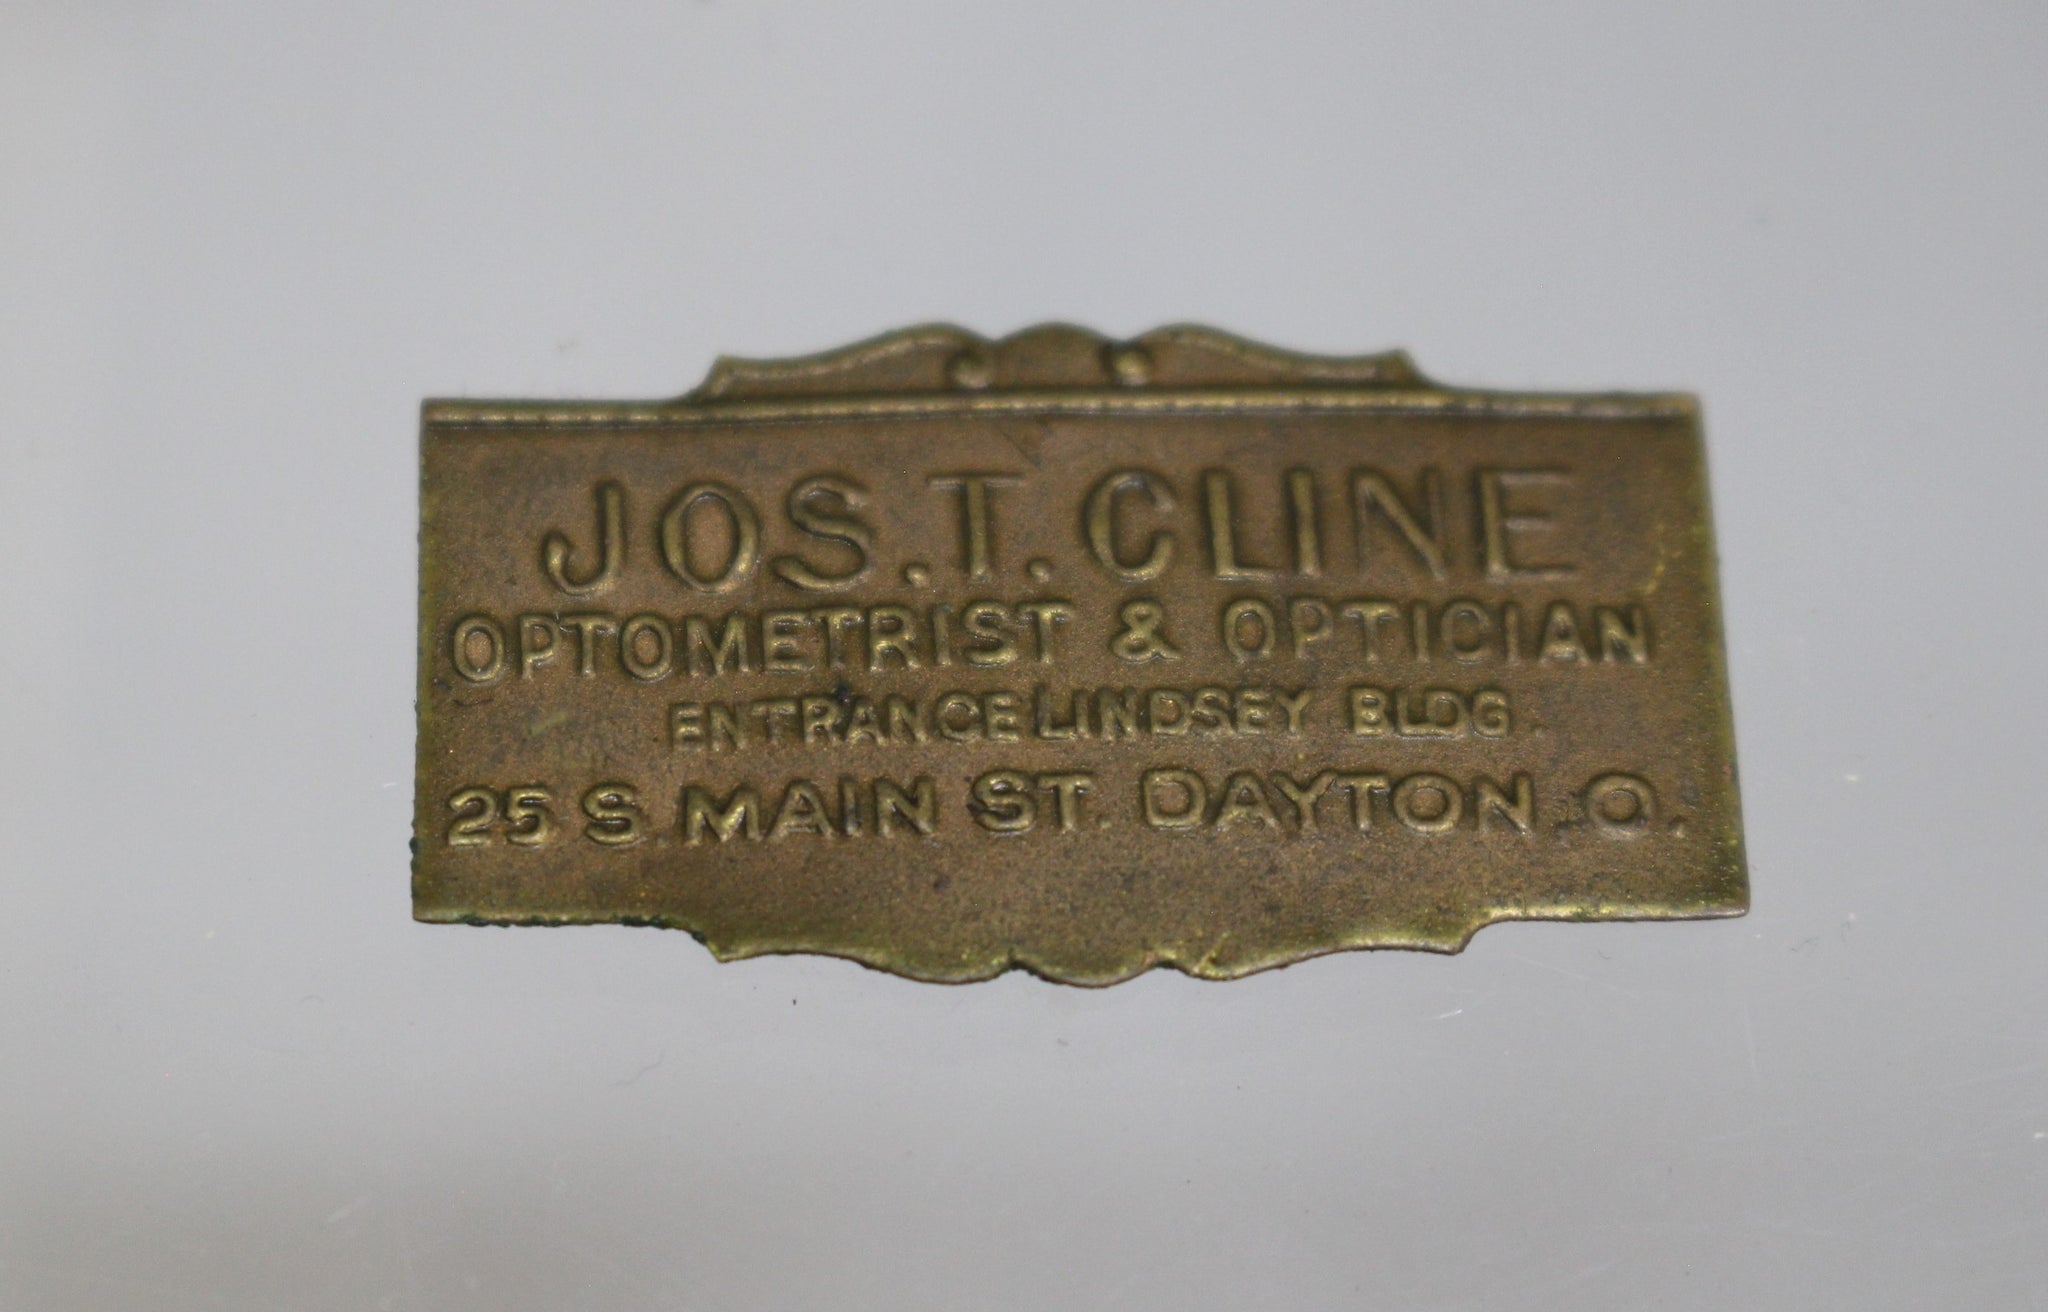 JOS. T. CLINE
OPTOMETRIST & OPTICIAN
ENTRANCE LINDSEY BLDG.
25 S. MAIN ST. DAYTON O.